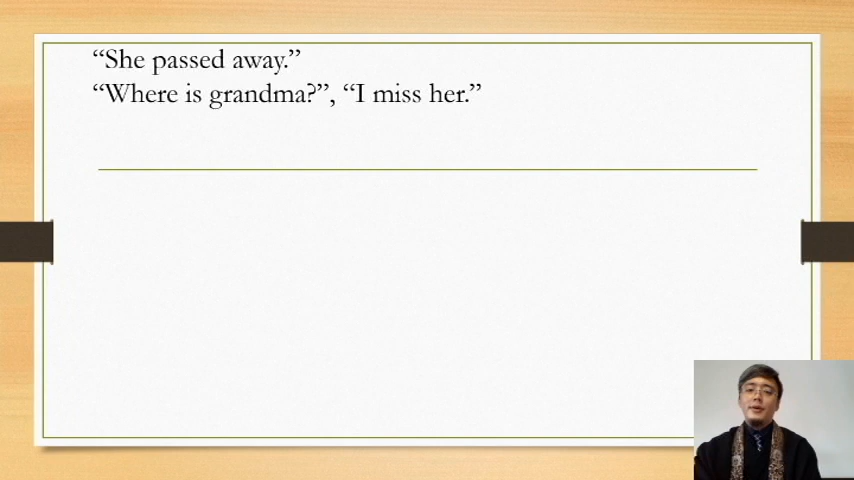 “She passed away.”
“Where is grandma?”, “I miss her.”